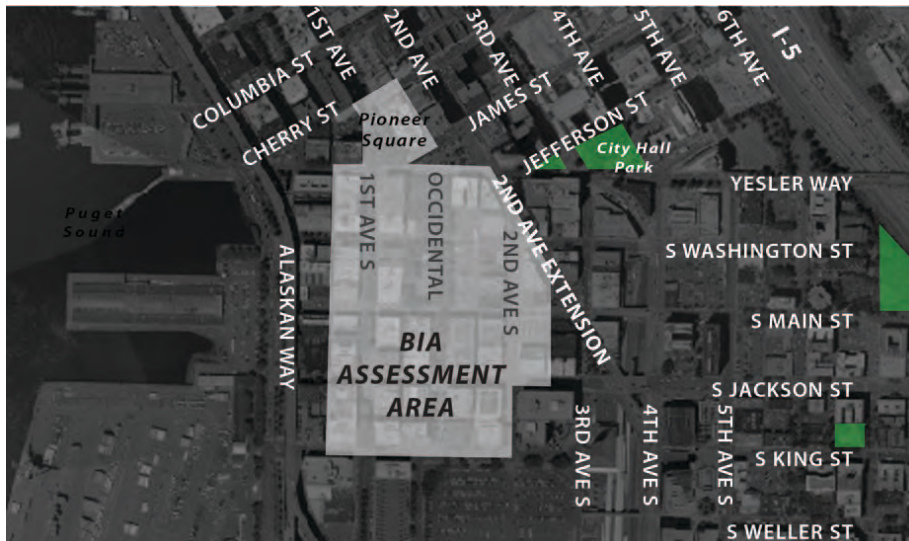 1ST AVE
2ND AVE
3RD AVE
4TH AVE
5TH AVE
6TH AVE
I-5
COLUMBIA ST
CHERRY ST
JAMES ST
JEFFERSON ST
Pioneer
Square
City Hall
Park
YESLER WAY
Puget
Sound
1ST AVE S
OCCIDENTAL
2ND AVE S
2ND AVE EXTENSION
S WASHINGTON ST
ALASKAN WAY
S MAIN ST
BIA
ASSESSMENT
AREA
S JACKSON ST
3RD AVE S
4TH AVE S
5TH AVE S
S KING ST
S WELLER ST